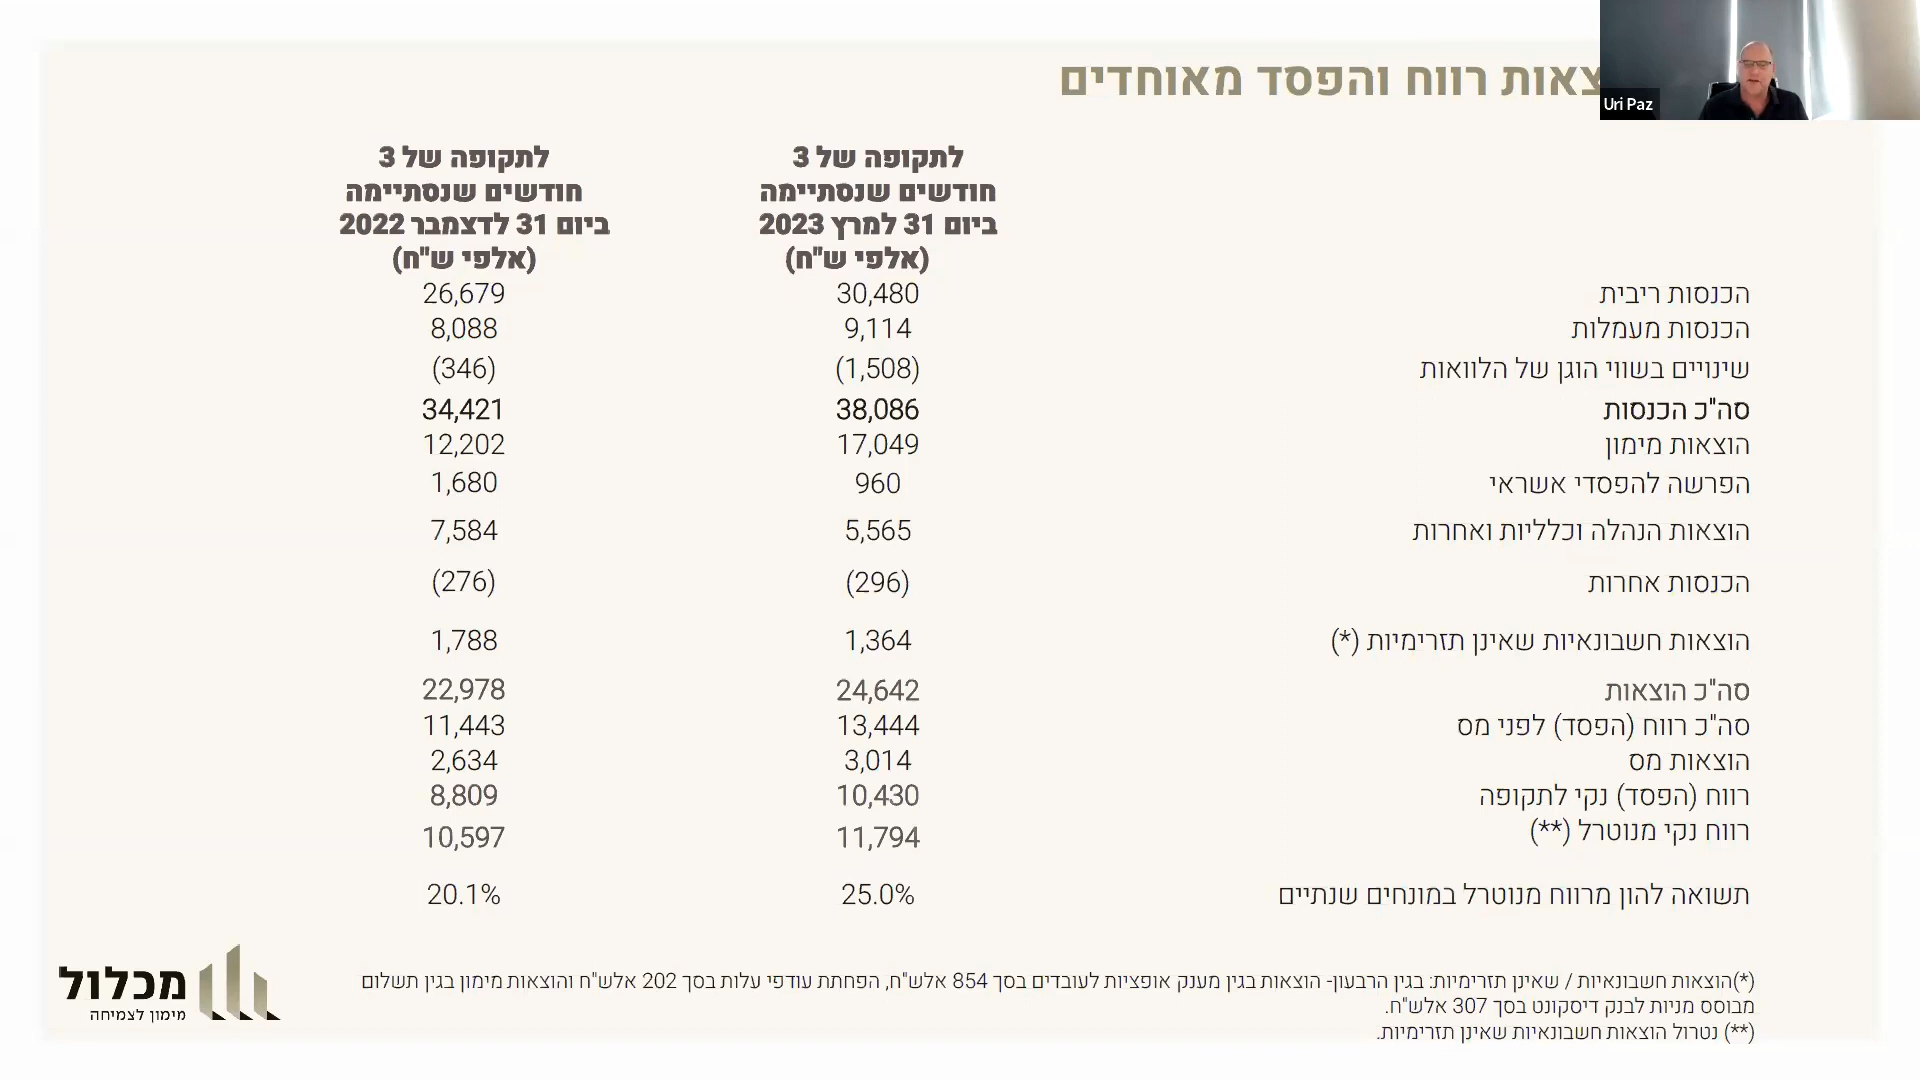 צאות רווח והפסד מאוחדים
Uri Paz
לתקופה של 3 חודשים שנסתיימה ביום 31 למרץ 2023 (אלפי ש"ח)
לתקופה של 3 חודשים שנסתיימה ביום 31 לדצמבר 2022 (אלפי ש"ח)
הכנסות ריבית 30,480 26,679
הכנסות מעמלות 9,114 8,088
שינויים בשווי הוגן של הלוואות (1,508) (346)
סה"כ הכנסות 38,086 34,421
הוצאות מימון 17,049 12,202
הפרשה להפסדי אשראי 960 1,680
הוצאות הנהלה וכלליות ואחרות 5,565 7,584
הכנסות אחרות (296) (276)
הוצאות חשבונאיות שאינן תזרימיות (*) 1,364 1,788
סה"כ הוצאות 24,642 22,978
סה"כ רווח (הפסד) לפני מס 13,444 11,443
הוצאות מס 3,014 2,634
רווח (הפסד) נקי לתקופה 10,430 8,809
רווח נקי מנוטרל (**) 11,794 10,597
תשואה להון מרווח מנוטרל במונחים שנתיים 25.0% 20.1%
(*)הוצאות חשבונאיות / שאינן תזרימיות: בגין הרבעון- הוצאות בגין מענק אופציות לעובדים בסך 854 אלש"ח, הפחתת עודפי עלות בסך 202 אלש"ח והוצאות מימון בגין תשלום
מבוסס מניות לבנק דיסקונט בסך 307 אלש"ח.
(**) נטרול הוצאות חשבונאיות שאינן תזרימיות.
מכלול
מימון לצמיחה